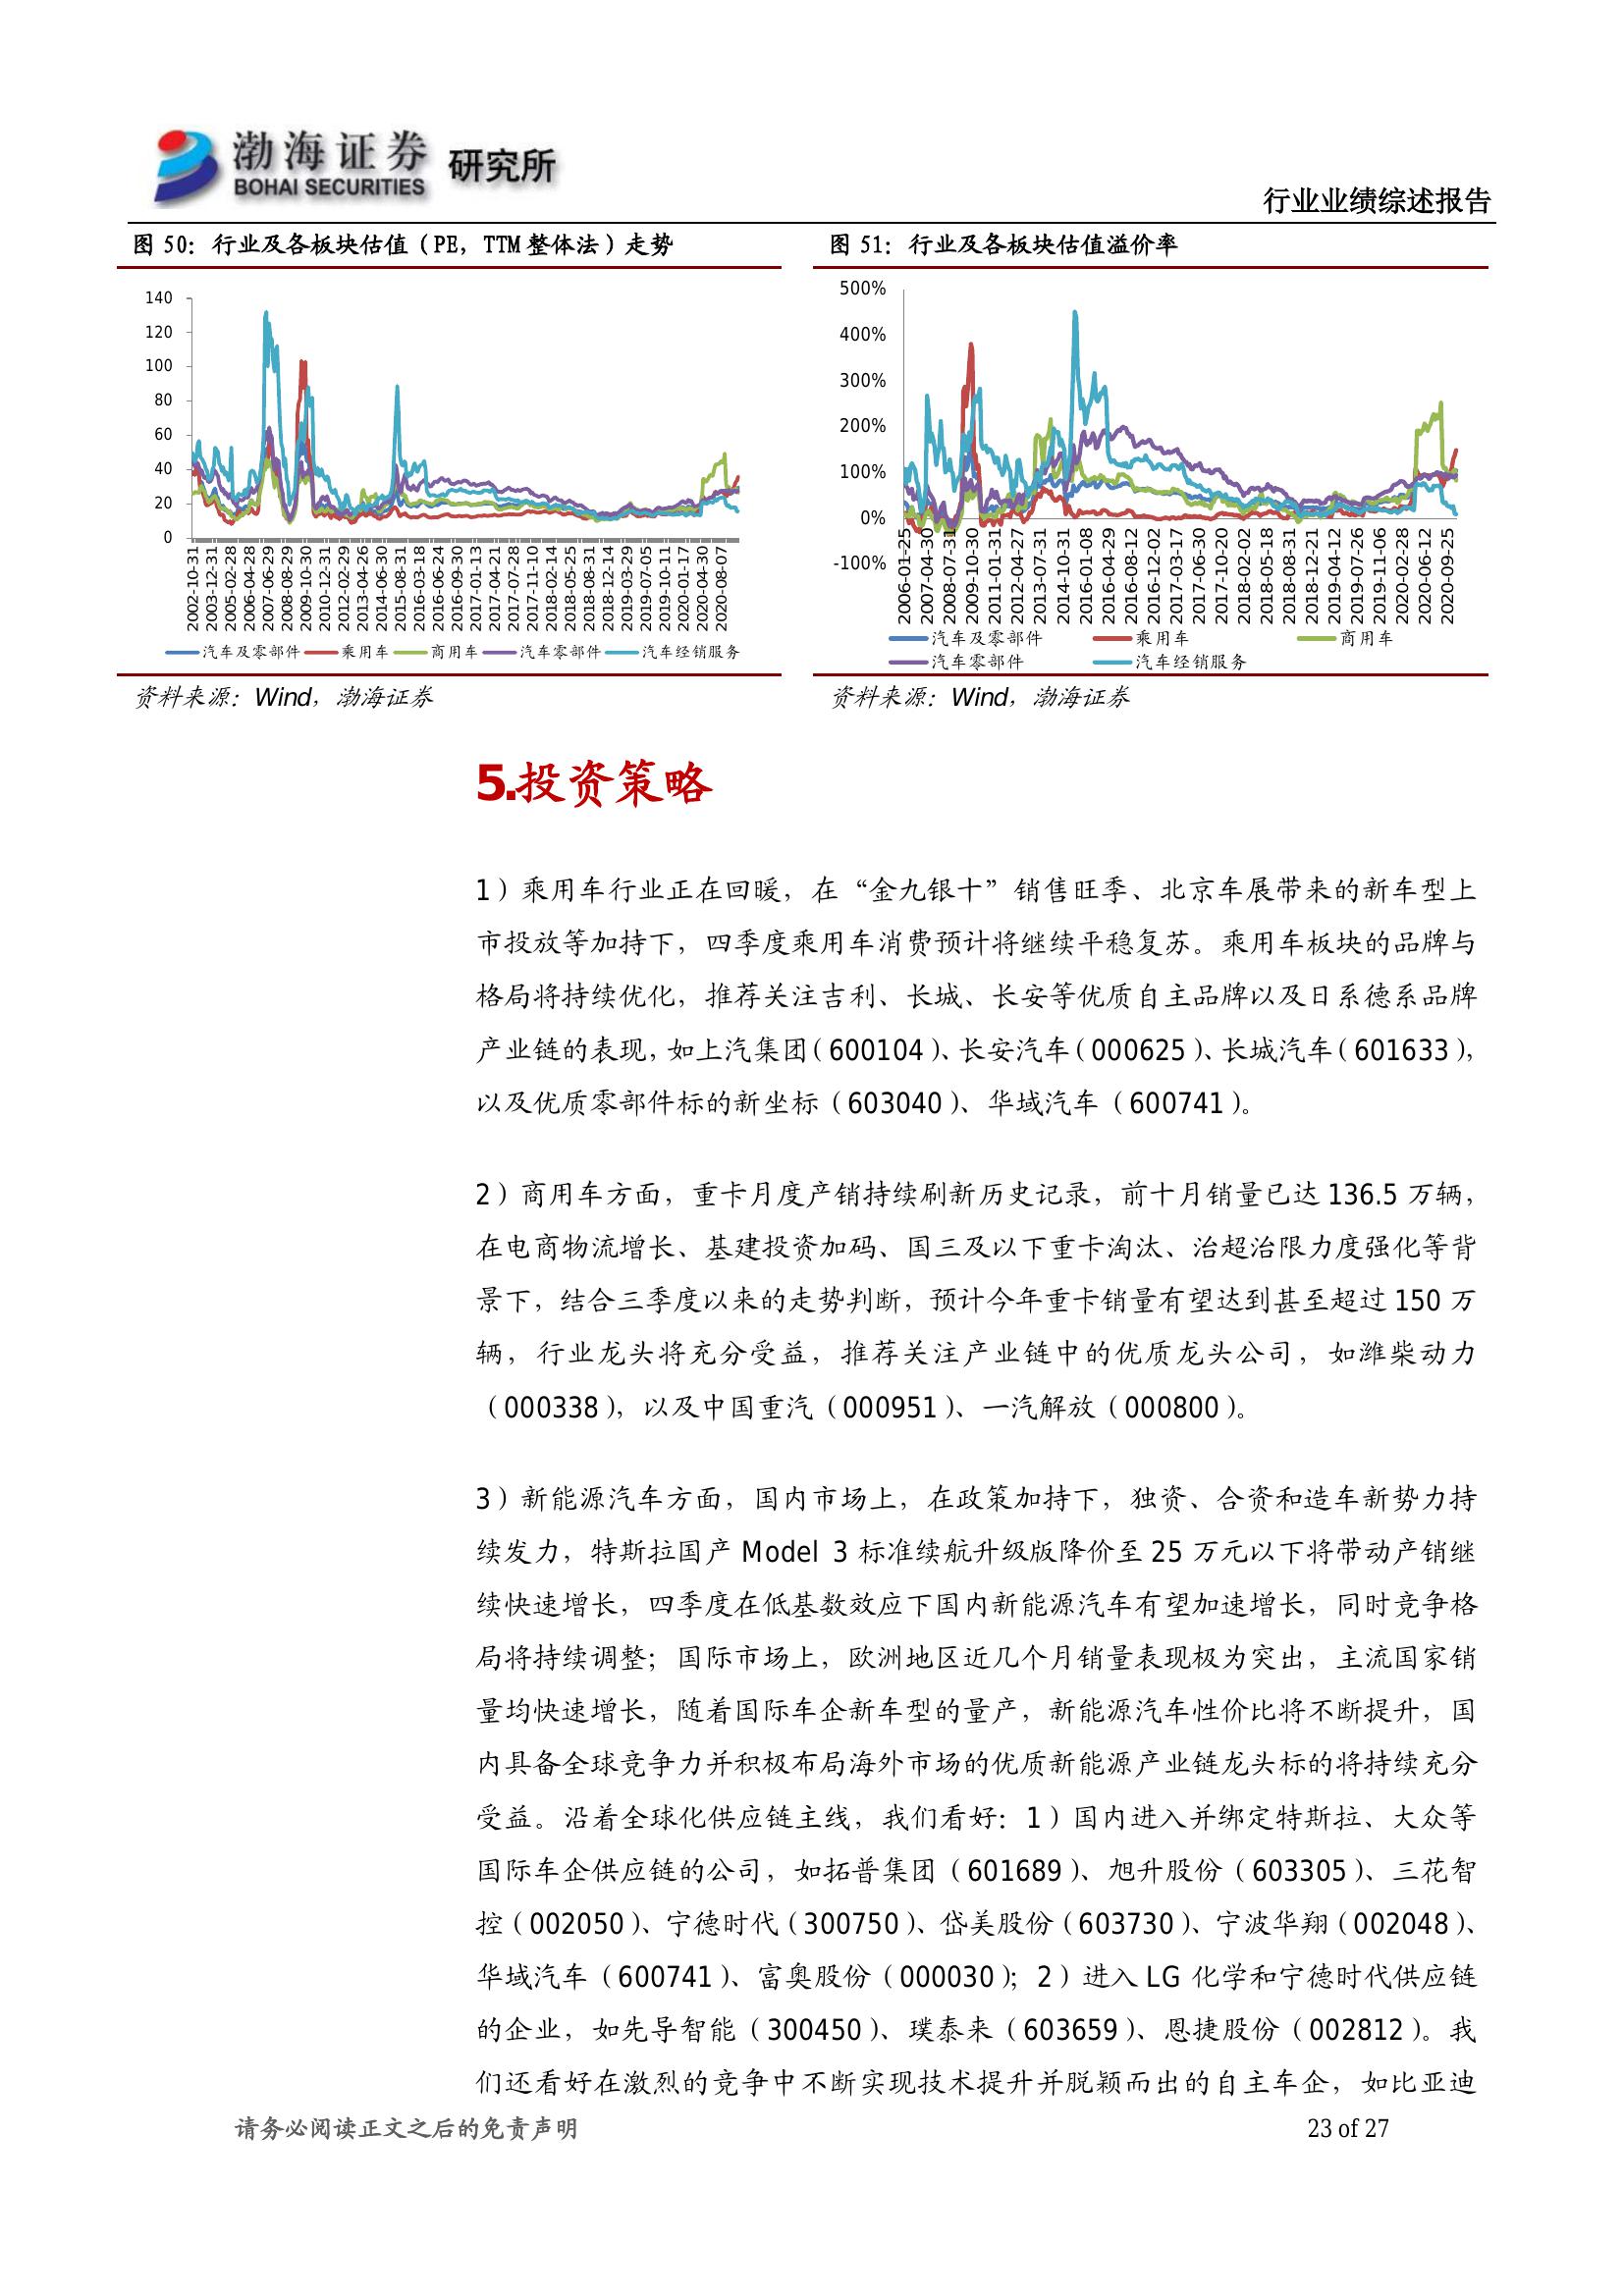 渤海证券 研究所
BOHAI SECURITIES
行业业绩综述报告
图 50：行业及各板块估值（PE，TTM 整体法）走势
140
120
100
80
60
40
20
0
2002-10-31
2003-12-31
2005-02-28
2006-04-28
2007-06-29
2008-08-29
2009-10-30
2010-12-31
2012-02-29
2013-04-26
2014-06-30
2015-08-31
2016-03-18
2016-06-24
2016-09-30
2017-01-13
2017-04-21
2017-07-28
2017-11-10
2018-02-14
2018-05-25
2018-08-31
2018-12-14
2019-03-29
2019-07-05
2019-10-11
2020-01-17
2020-04-30
2020-08-07
汽车及零部件 乘用车 商用车 汽车零部件 汽车经销服务
资料来源：Wind，渤海证券
图 51：行业及各板块估值溢价率
500%
400%
300%
200%
100%
0%
-100%
2006-01-25
2007-04-30
2008-07-31
2009-10-30
2011-01-31
2012-04-27
2013-07-31
2014-10-31
2016-01-08
2016-04-29
2016-08-12
2016-12-02
2017-03-17
2017-06-30
2017-10-20
2018-02-02
2018-05-18
2018-08-31
2018-12-21
2019-04-12
2019-07-26
2019-11-06
2020-02-28
2020-06-12
2020-09-25
汽车及零部件 乘用车 商用车
汽车零部件 汽车经销服务
资料来源：Wind，渤海证券
5.投资策略
1）乘用车行业正在回暖，在“金九银十”销售旺季、北京车展带来的新车型上
市投放等加持下，四季度乘用车消费预计将继续平稳复苏。乘用车板块的品牌与
格局将持续优化，推荐关注吉利、长城、长安等优质自主品牌以及日系德系品牌
产业链的表现，如上汽集团（600104）、长安汽车（000625）、长城汽车（601633），
以及优质零部件标的新坐标（603040）、华域汽车（600741）。
2）商用车方面，重卡月度产销持续刷新历史记录，前十月销量已达 136.5 万辆，
在电商物流增长、基建投资加码、国三及以下重卡淘汰、治超治限力度强化等背
景下，结合三季度以来的走势判断，预计今年重卡销量有望达到甚至超过 150 万
辆，行业龙头将充分受益，推荐关注产业链中的优质龙头公司，如潍柴动力
（000338），以及中国重汽（000951）、一汽解放（000800）。
3）新能源汽车方面，国内市场上，在政策加持下，独资、合资和造车新势力持
续发力，特斯拉国产 Model 3 标准续航升级版降价至 25 万元以下将带动产销继
续快速增长，四季度在低基数效应下国内新能源汽车有望加速增长，同时竞争格
局将持续调整；国际市场上，欧洲地区近几个月销量表现极为突出，主流国家销
量均快速增长，随着国际车企新车型的量产，新能源汽车性价比将不断提升，国
内具备全球竞争力并积极布局海外市场的优质新能源产业链龙头标的将持续充分
受益。沿着全球化供应链主线，我们看好：1）国内进入并绑定特斯拉、大众等
国际车企供应链的公司，如拓普集团（601689）、旭升股份（603305）、三花智
控（002050）、宁德时代（300750）、岱美股份（603730）、宁波华翔（002048）、
华域汽车（600741）、富奥股份（000030）；2）进入 LG 化学和宁德时代供应链
的企业，如先导智能（300450）、璞泰来（603659）、恩捷股份（002812）。我
们还看好在激烈的竞争中不断实现技术提升并脱颖而出的自主车企，如比亚迪
请务必阅读正文之后的免责声明
23 of 27